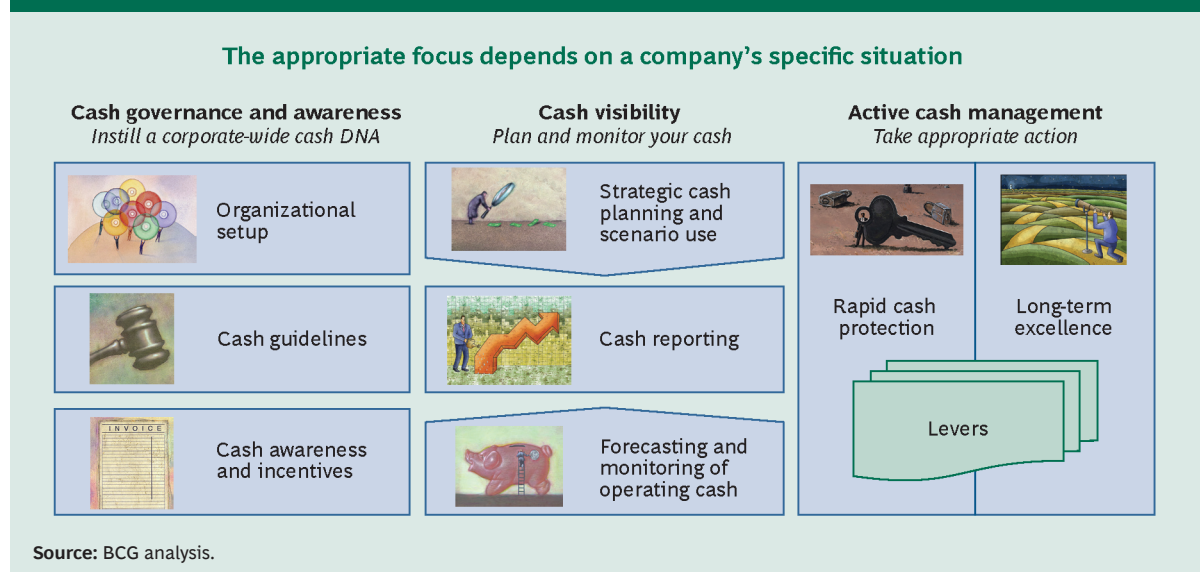 The appropriate focus depends on a company’s specific situation
Cash governance and awareness
Instill a corporate-wide cash DNA
Organizational
setup
Cash guidelines
INVOICE
Cash awareness
and incentives
Cash visibility
Plan and monitor your cash
Strategic cash
planning and
scenario use
Cash reporting
Forecasting and
monitoring of
operating cash
Active cash management
Take appropriate action
Rapid cash
protection
Long-term
excellence
Levers
Source: BCG analysis.